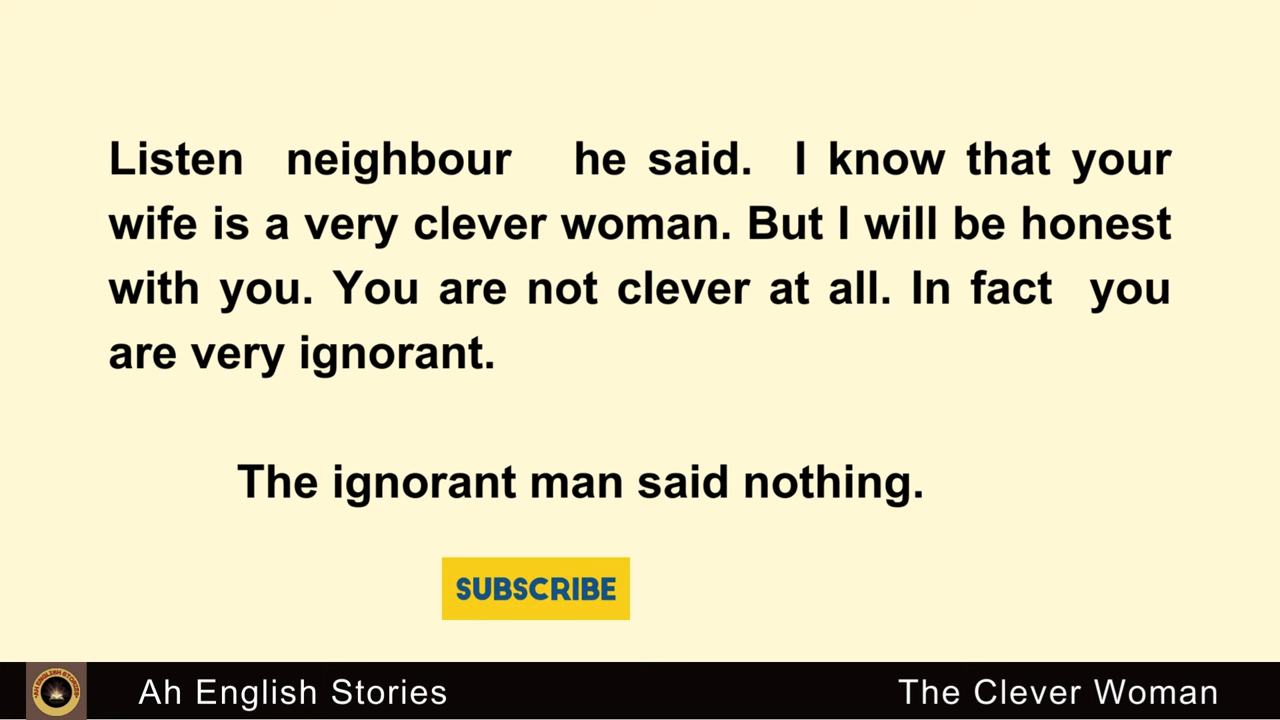 Listen neighbour he said. I know that your
wife is a very clever woman. But I will be honest
with you. You are not clever at all. In fact you
are very ignorant.
The ignorant man said nothing.
SUBSCRIBE
Ah English Stories
The Clever Woman